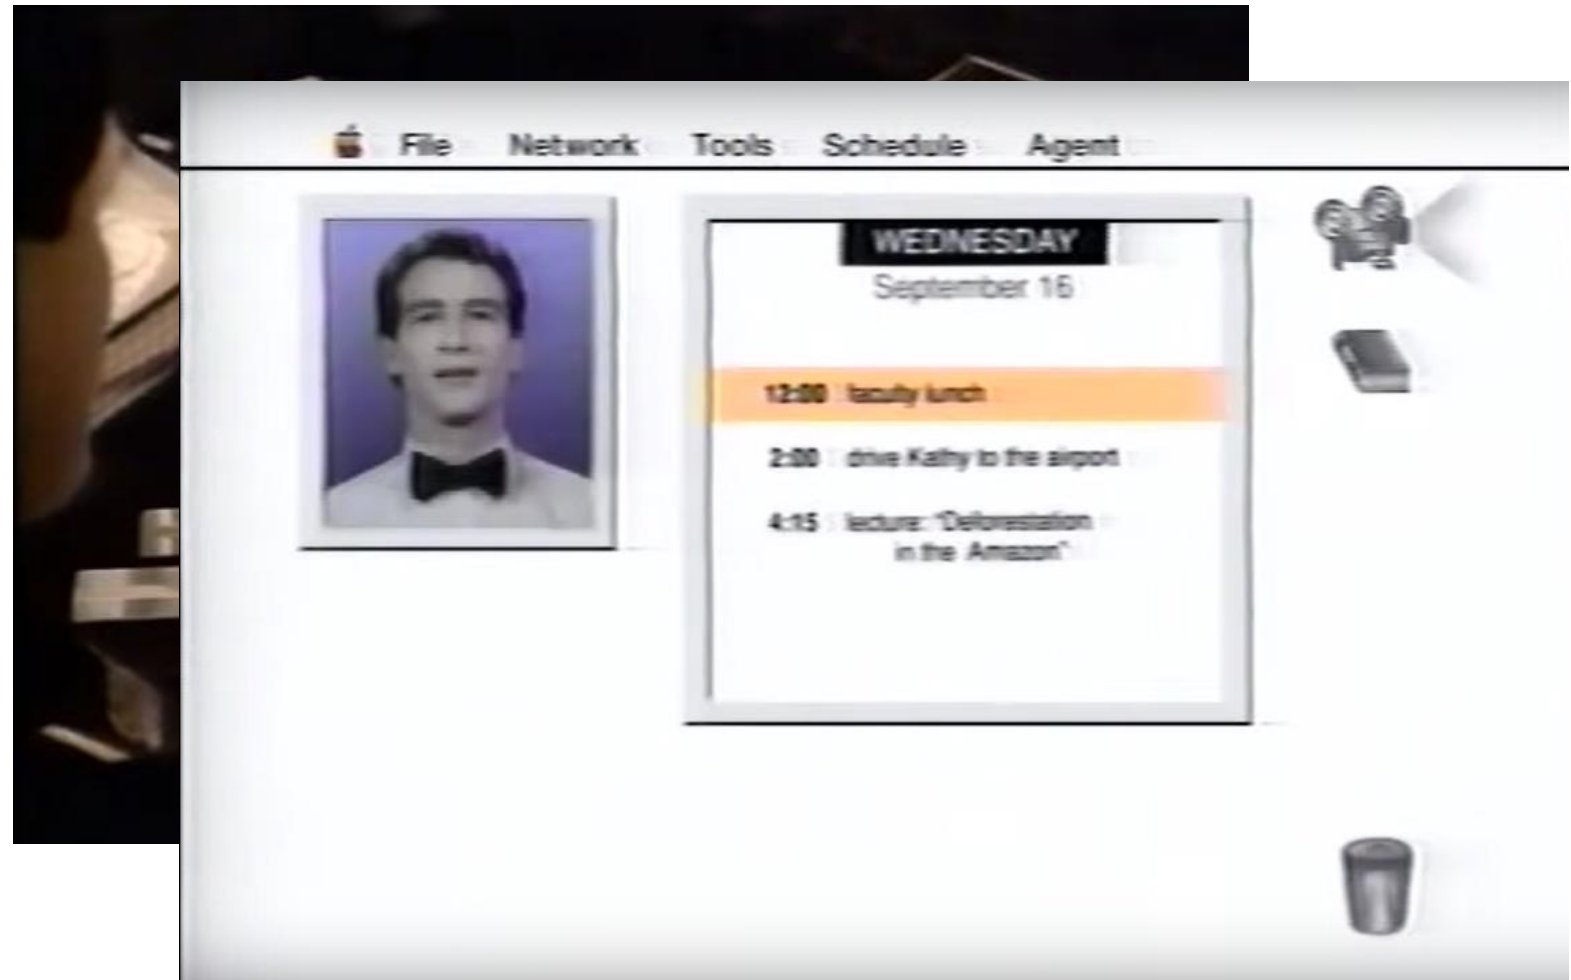 File Network Tools Schedule Agent
WEDNESDAY
September 16
12:00 faculty lunch
2:00 drive Kathy to the airport
4:15 lecture: "Deforestation
in the Amazon"